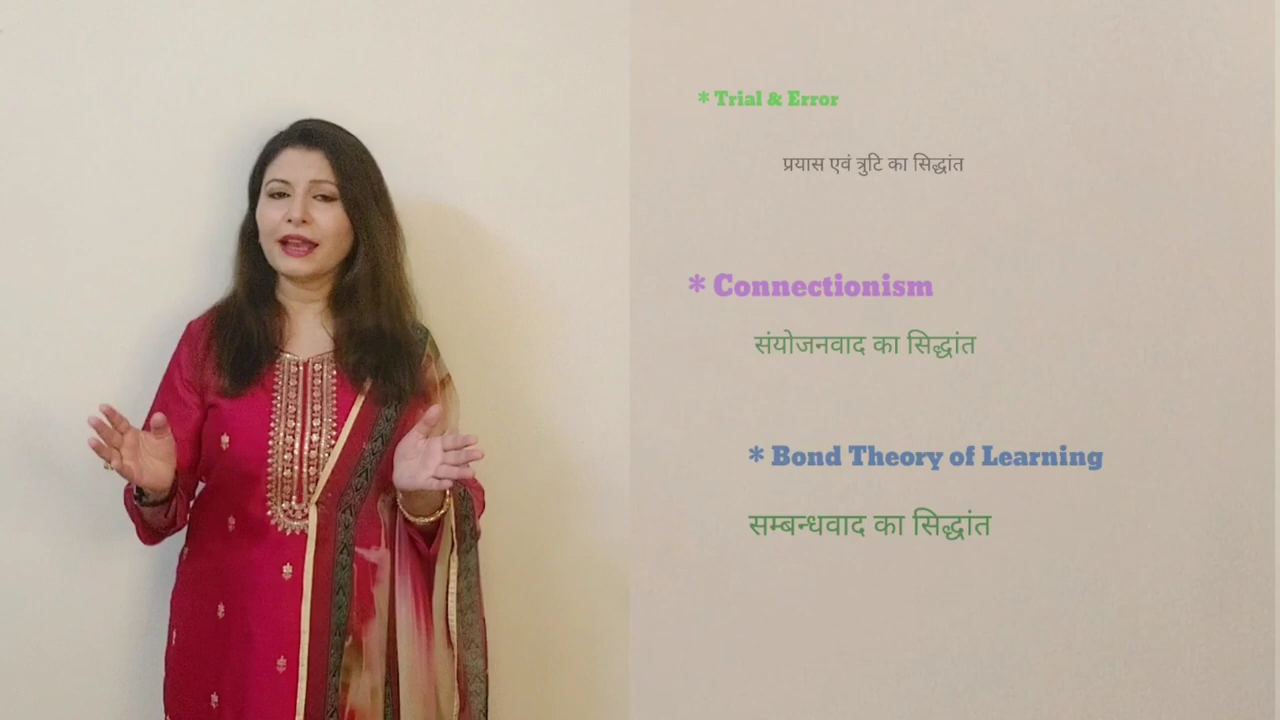 * Trial & Error
प्रयास एवं त्रुटि का सिद्धांत
* Connectionism
संयोजनवाद का सिद्धांत
* Bond Theory of Learning
सम्बन्धवाद का सिद्धांत